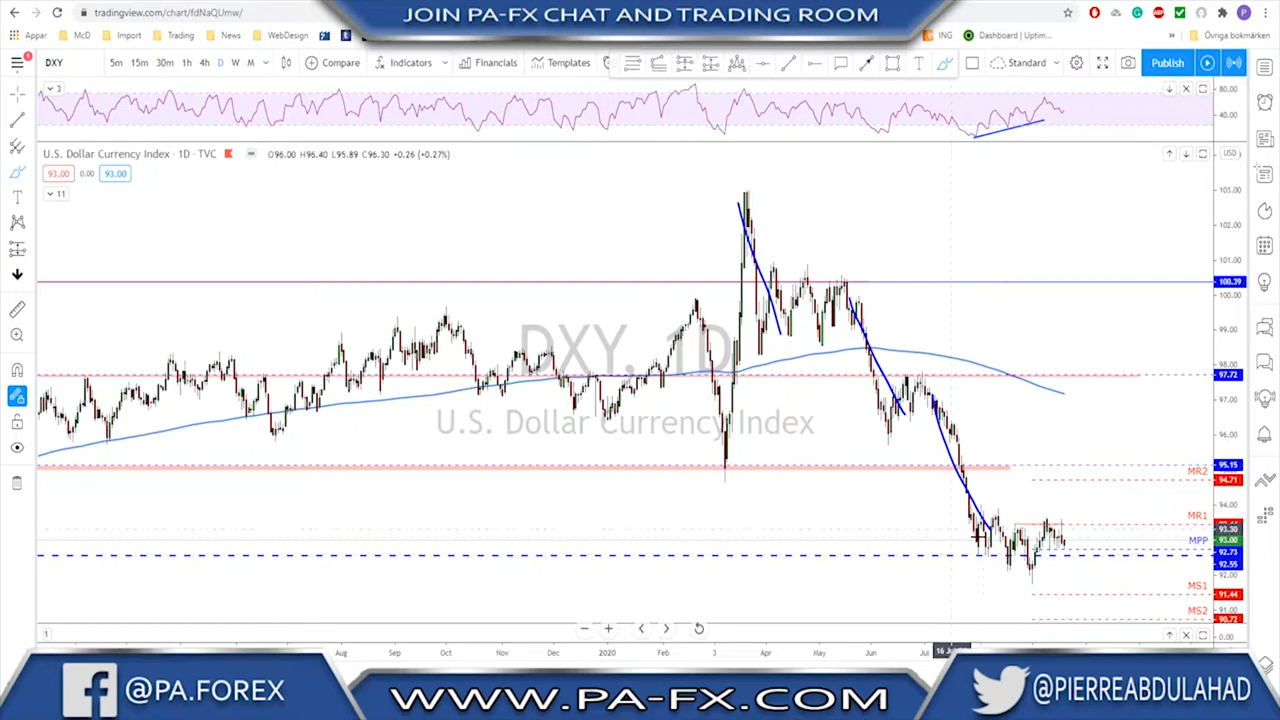 JOIN PA-FX CHAT AND TRADING ROOM
tradingview.com/chart/fdNaQUmw/
Appar McD Import Trading News WebDesign ING Dashboard | Uptim... Övriga bokmärken
DXY 5m 15m 30m 1h 4h D W M Compare Indicators Financials Templates Standard Publish
3
80.00
40.00
U.S. Dollar Currency Index · 1D · TVC O96.00 H96.40 L95.89 C96.30 +0.26 (+0.27%)
USD
93.00 0.00 93.00
11
103.00
102.00
101.00
100.39
100.00
99.00
98.00
97.72
97.00
96.00
95.15
MR2 94.71
94.00
MR1
93.30
MPP 93.00
92.73
92.55
92.00
MS1 91.44
91.00
MS2 90.72
0.00
DXY, 1D
U.S. Dollar Currency Index
1
Aug Sep Oct Nov Dec 2020 Feb 3 Apr May Jun Jul
@PA.FOREX
WWW.PA-FX.COM
@PIERREABDULAHAD